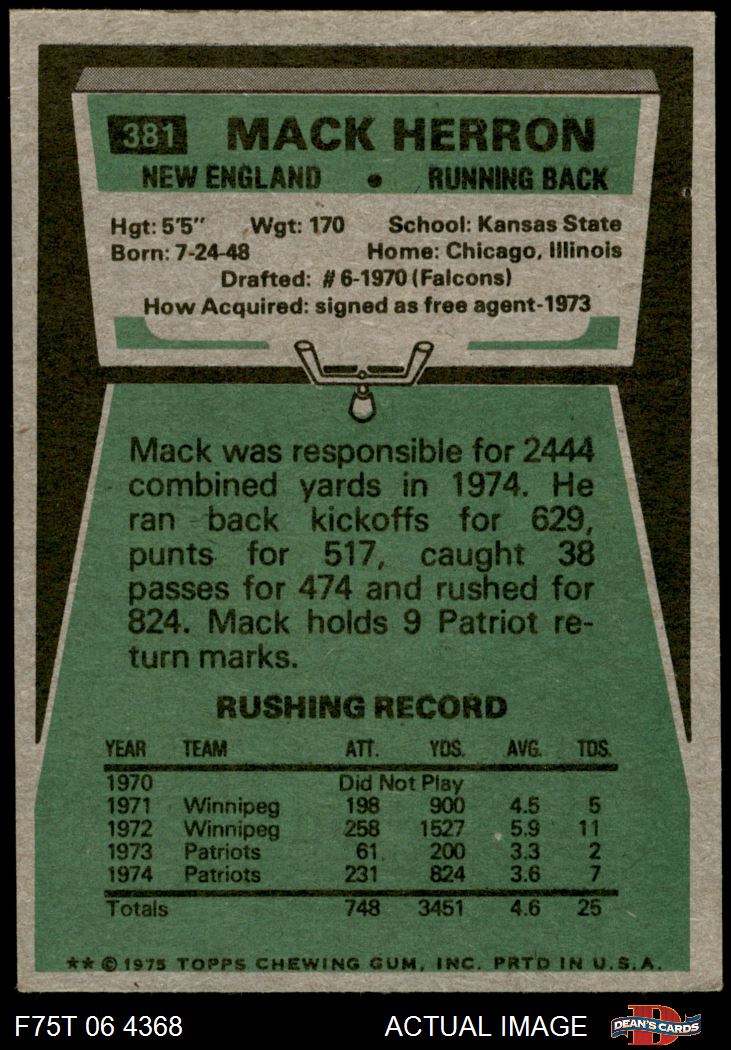 381 MACK HERRON
NEW ENGLAND • RUNNING BACK
Hgt: 5'5" Wgt: 170 School: Kansas State
Born: 7-24-48 Home: Chicago, Illinois
Drafted: #6-1970 (Falcons)
How Acquired: signed as free agent-1973
Mack was responsible for 2444
combined yards in 1974. He
ran back kickoffs for 629,
punts for 517, caught 38
passes for 474 and rushed for
824. Mack holds 9 Patriot re-
turn marks.
RUSHING RECORD
YEAR TEAM ATT. YDS. AVG. TDS.
1970 Did Not Play
1971 Winnipeg 198 900 4.5 5
1972 Winnipeg 258 1527 5.9 11
1973 Patriots 61 200 3.3 2
1974 Patriots 231 824 3.6 7
Totals 748 3451 4.6 25
** © 1975 TOPPS CHEWING GUM, INC. PRTD IN U.S.A.
F75T 06 4368 ACTUAL IMAGE D DEAN'S CARDS